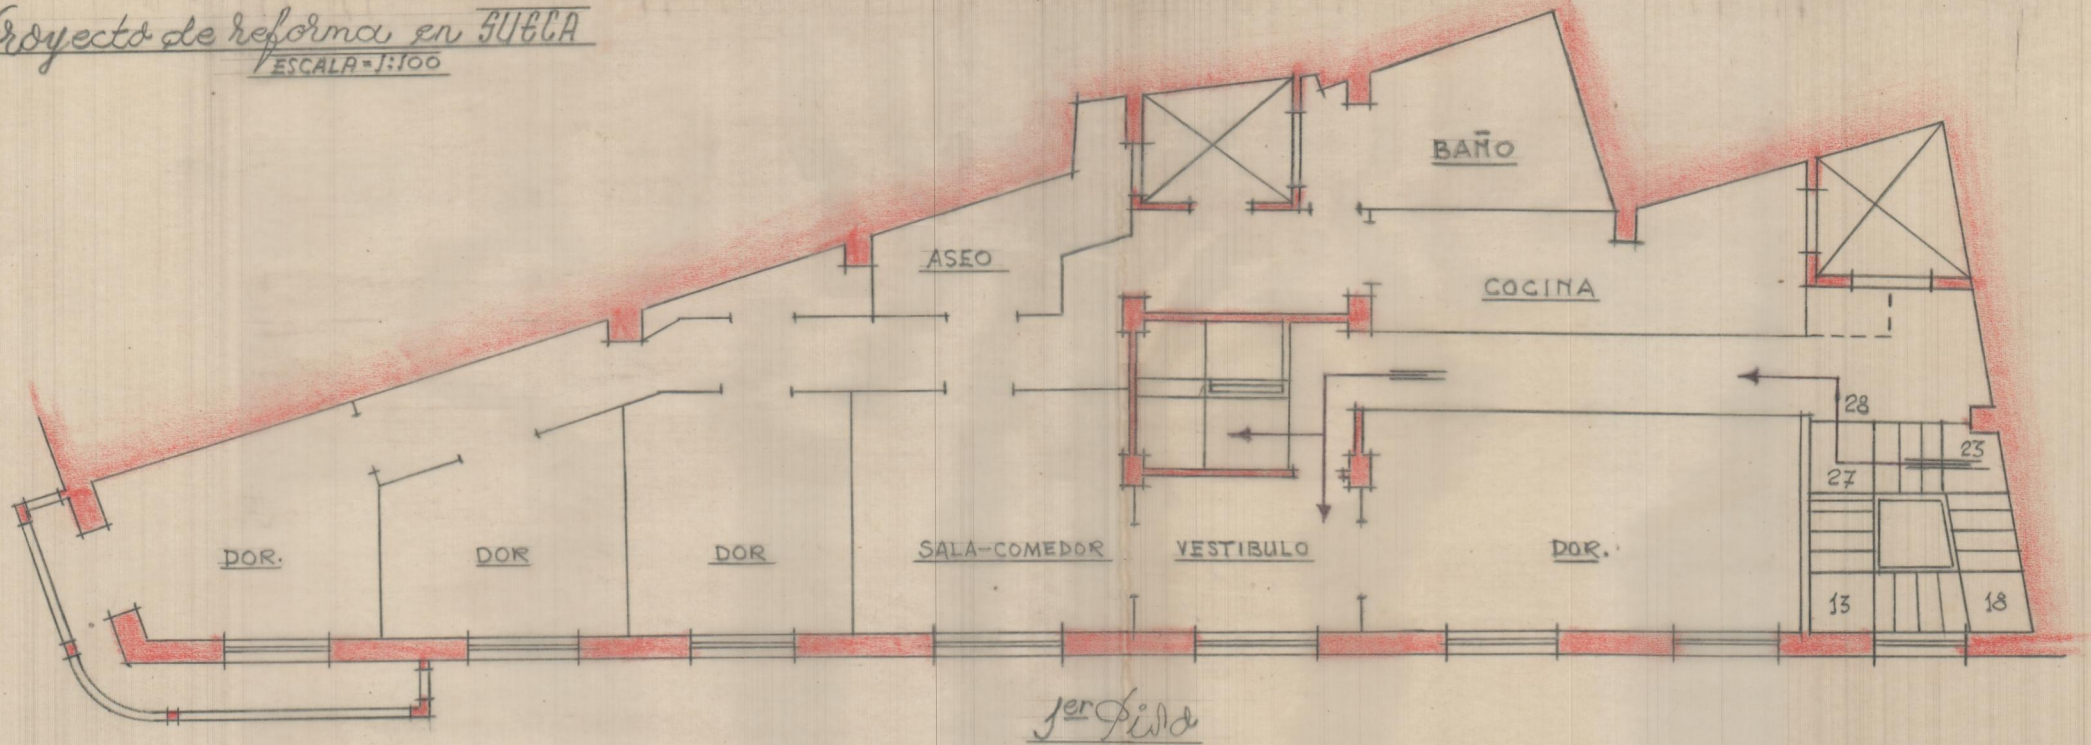 Proyecto de reforma en SUECA
ESCALA=1:100
BAÑO
ASEO
COCINA
28
23
27
DOR.
DOR
DOR
SALA-COMEDOR
VESTIBULO
DOR.
13
18
1er Piso